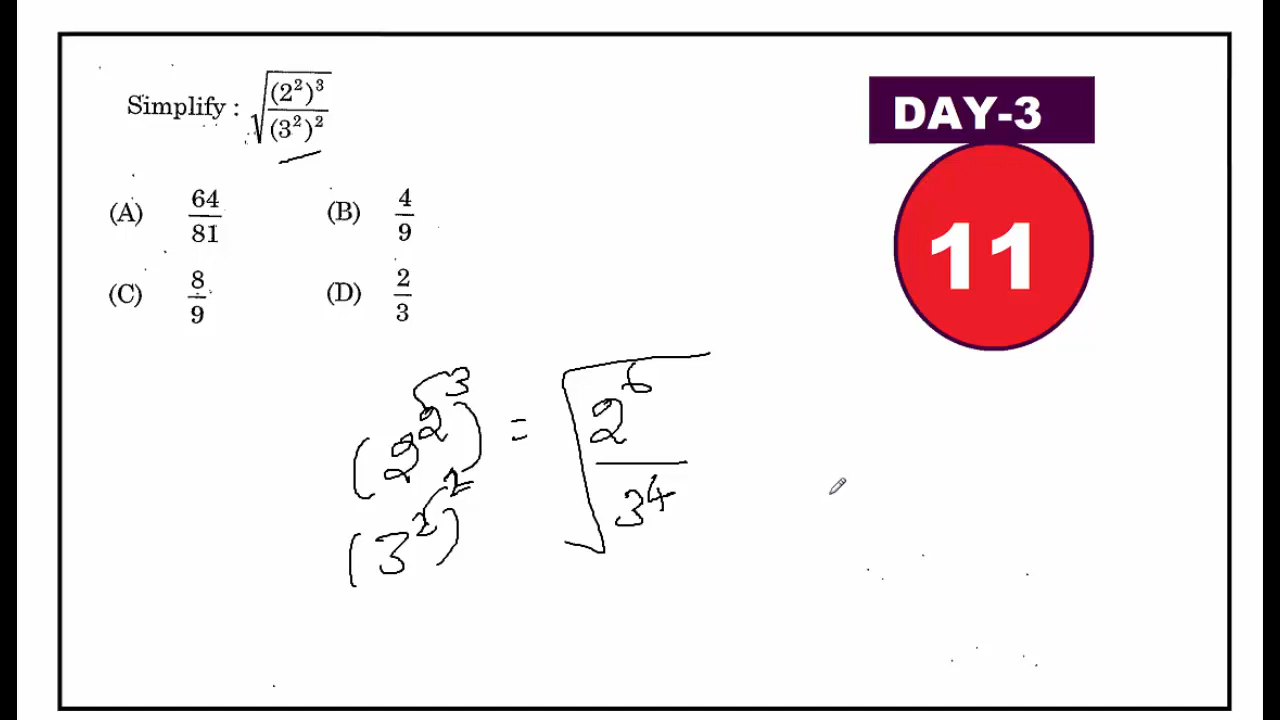 Simplify : √((2²)³/(3²)²)
DAY-3
11
(A) 64/81 (B) 4/9
(C) 8/9 (D) 2/3
(2²)³ = √(2⁶/3⁴)
(3²)²